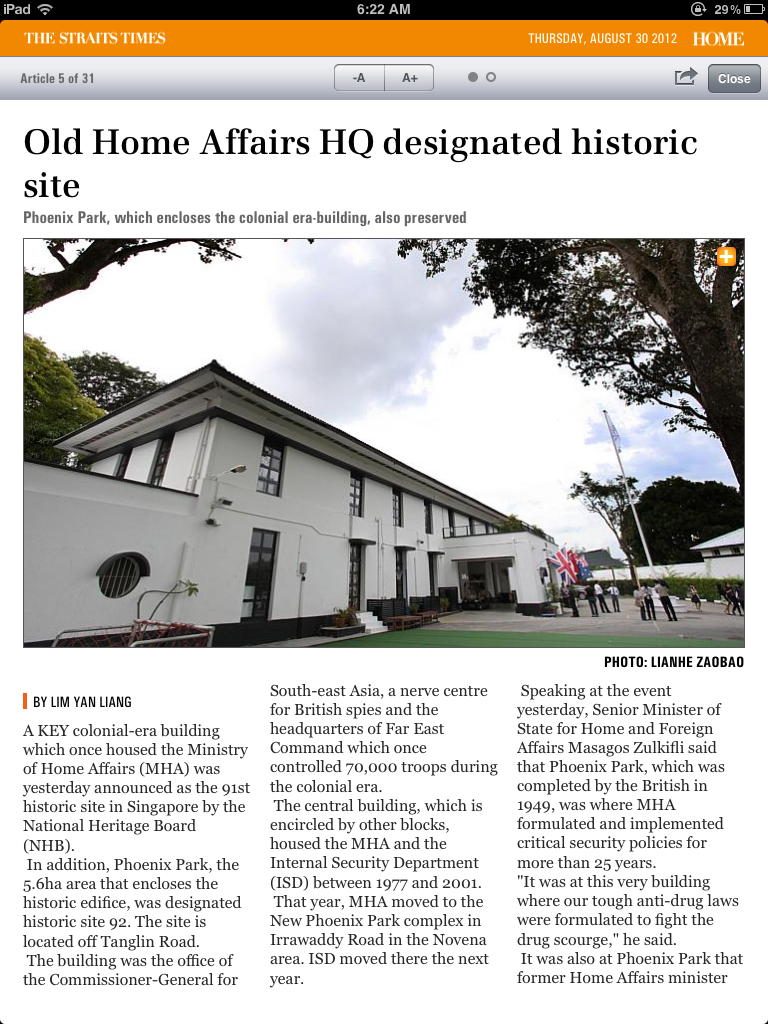 iPad 6:22 AM 29%
THE STRAITS TIMES THURSDAY, AUGUST 30 2012 HOME
Article 5 of 31 -A A+ Close
Old Home Affairs HQ designated historic
site
Phoenix Park, which encloses the colonial era-building, also preserved
PHOTO: LIANHE ZAOBAO
BY LIM YAN LIANG
A KEY colonial-era building
which once housed the Ministry
of Home Affairs (MHA) was
yesterday announced as the 91st
historic site in Singapore by the
National Heritage Board
(NHB).
In addition, Phoenix Park, the
5.6ha area that encloses the
historic edifice, was designated
historic site 92. The site is
located off Tanglin Road.
The building was the office of
the Commissioner-General for
South-east Asia, a nerve centre
for British spies and the
headquarters of Far East
Command which once
controlled 70,000 troops during
the colonial era.
The central building, which is
encircled by other blocks,
housed the MHA and the
Internal Security Department
(ISD) between 1977 and 2001.
That year, MHA moved to the
New Phoenix Park complex in
Irrawaddy Road in the Novena
area. ISD moved there the next
year.
Speaking at the event
yesterday, Senior Minister of
State for Home and Foreign
Affairs Masagos Zulkifli said
that Phoenix Park, which was
completed by the British in
1949, was where MHA
formulated and implemented
critical security policies for
more than 25 years.
"It was at this very building
where our tough anti-drug laws
were formulated to fight the
drug scourge," he said.
It was also at Phoenix Park that
former Home Affairs minister